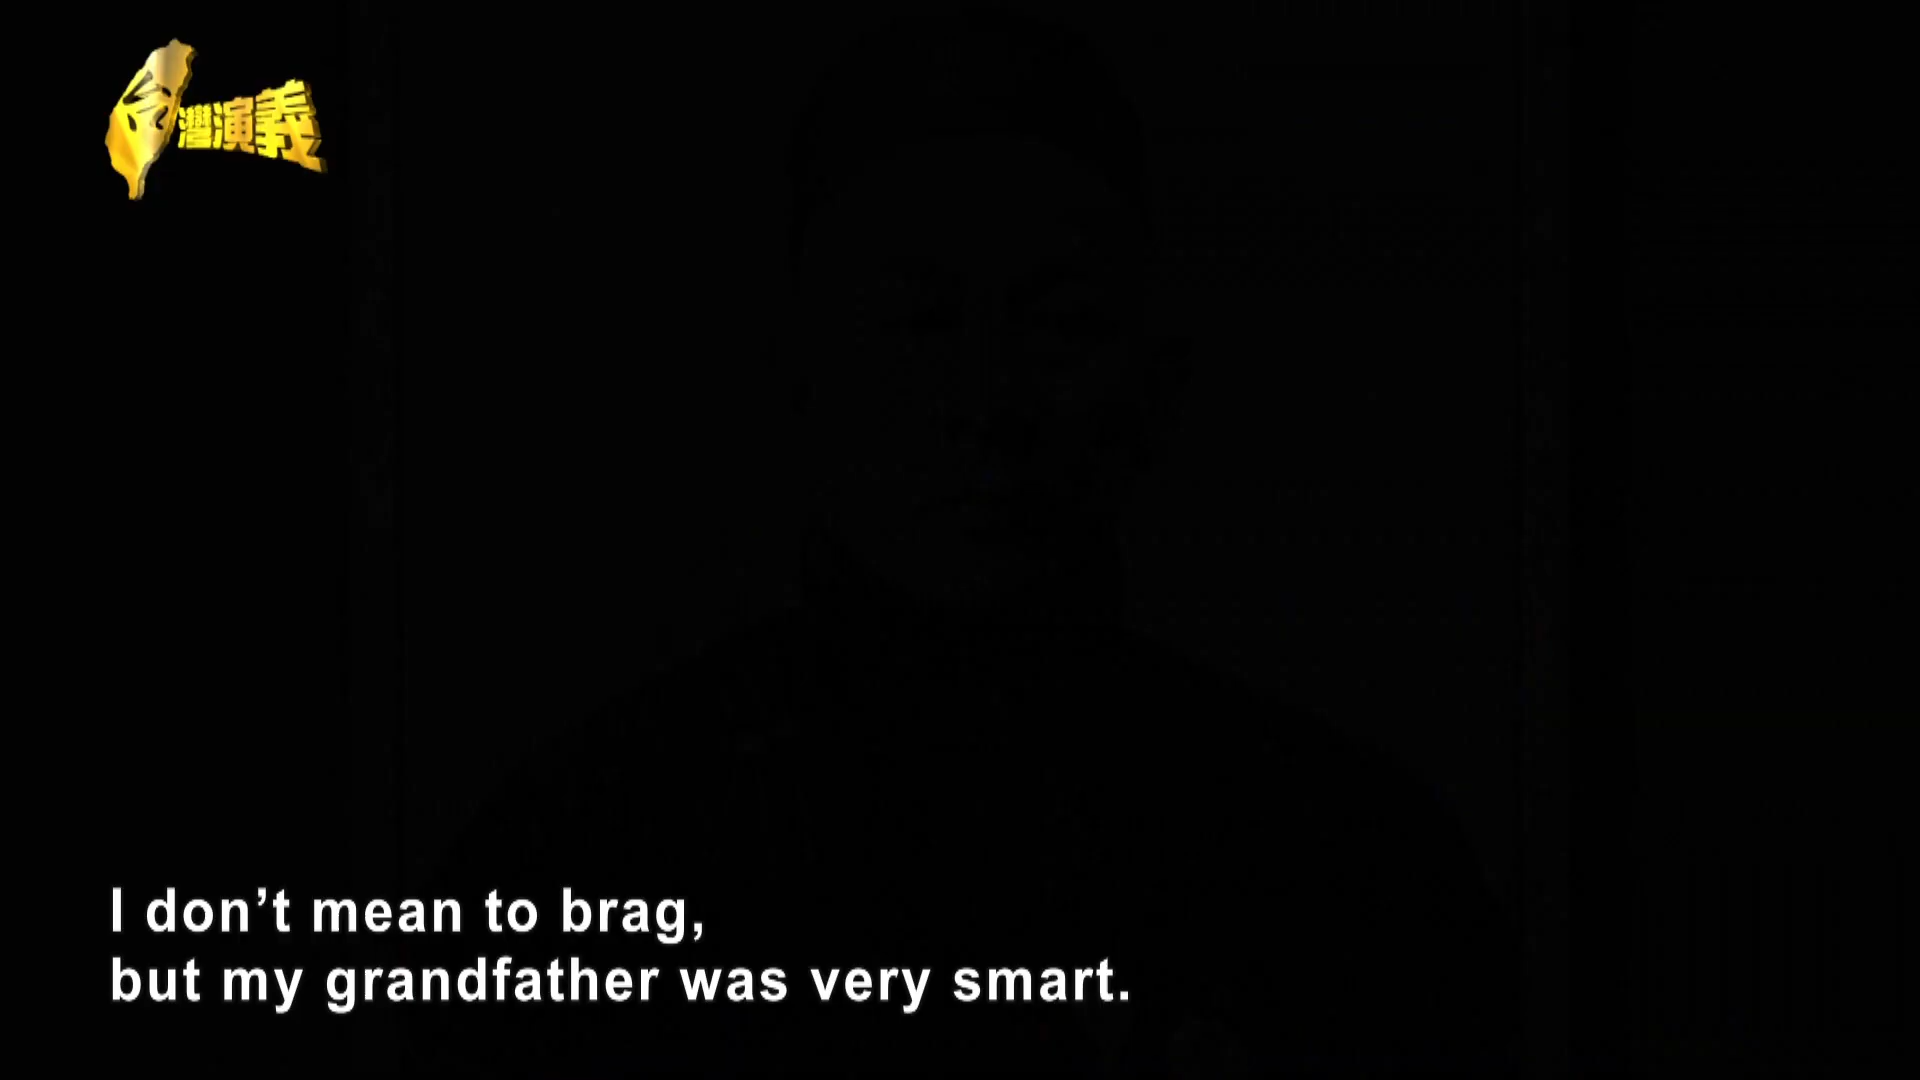 台灣演義
I don’t mean to brag,
but my grandfather was very smart.